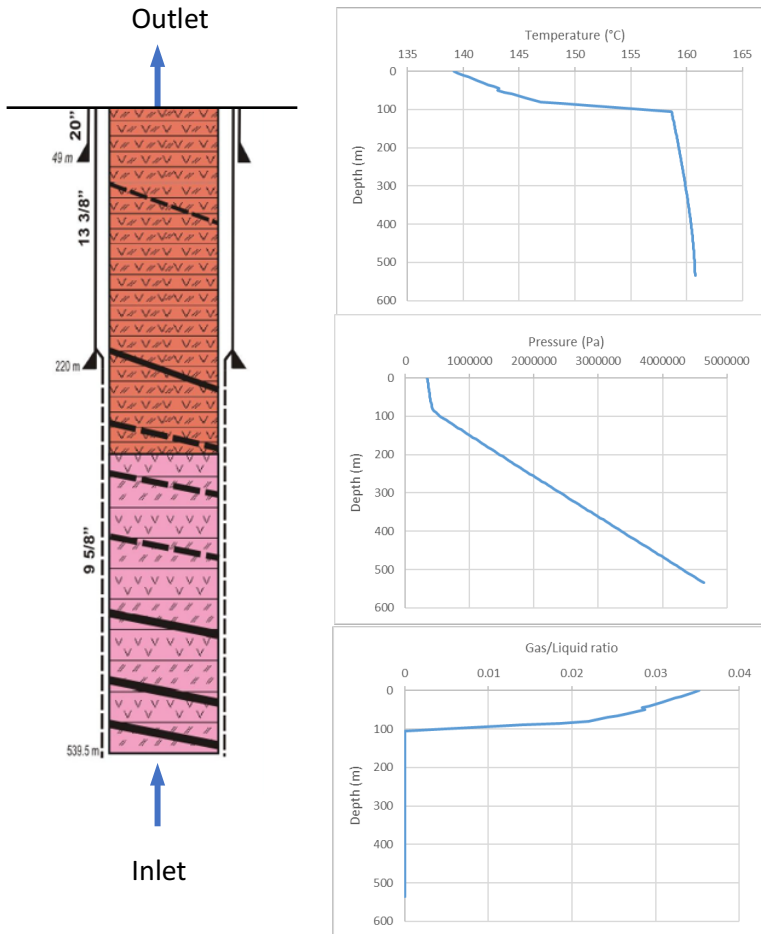 Outlet
20”
49 m
13 3/8”
220 m
9 5/8”
539.5 m
Inlet
Temperature (°C)
135 140 145 150 155 160 165
0
100
200
300
400
500
600
Depth (m)
Pressure (Pa)
0 1000000 2000000 3000000 4000000 5000000
0
100
200
300
400
500
600
Depth (m)
Gas/Liquid ratio
0 0.01 0.02 0.03 0.04
0
100
200
300
400
500
600
Depth (m)